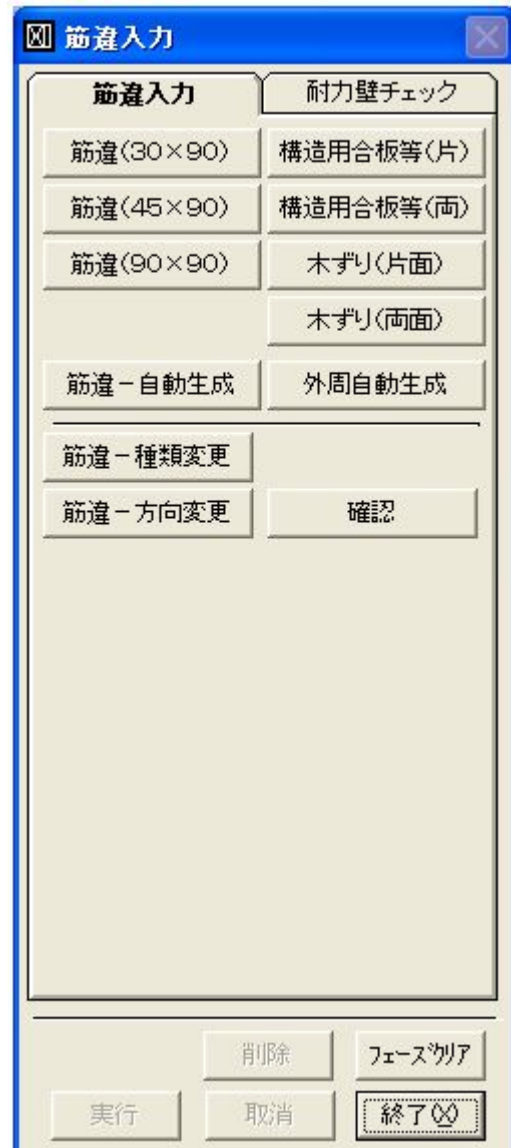 筋違入力
筋違入力 耐力壁チェック
筋違(30×90) 構造用合板等(片)
筋違(45×90) 構造用合板等(両)
筋違(90×90) 木ずり(片面)
木ずり(両面)
筋違－自動生成 外周自動生成
筋違－種類変更
筋違－方向変更 確認
削除 ﾌｪｰｽﾞｸﾘｱ
実行 取消 終了(X)